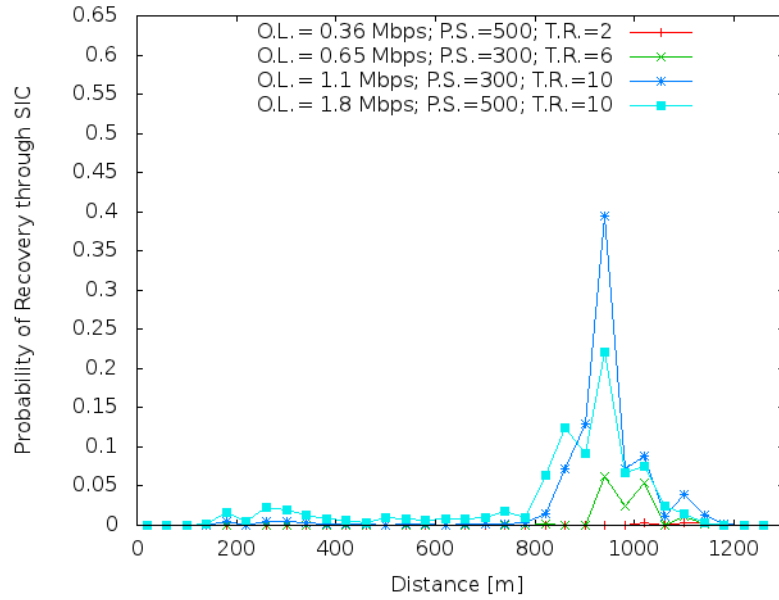 0.65
0.6
0.55
0.5
0.45
0.4
0.35
0.3
0.25
0.2
0.15
0.1
0.05
0
Probability of Recovery through SIC
O.L.= 0.36 Mbps; P.S.=500; T.R.=2
O.L. = 0.65 Mbps; P.S.=300; T.R.=6
O.L. = 1.1 Mbps; P.S.=300; T.R.=10
O.L. = 1.8 Mbps; P.S.=500; T.R.=10
0 200 400 600 800 1000 1200
Distance [m]